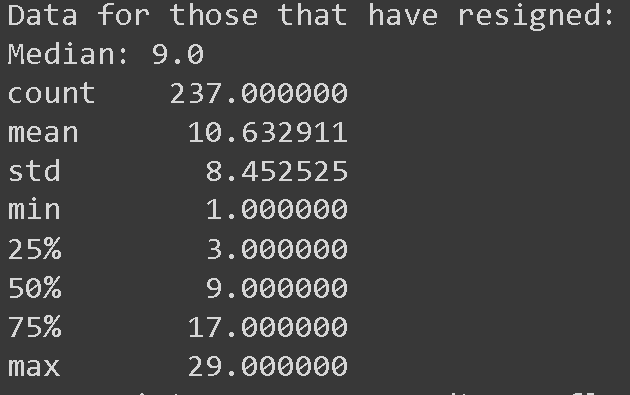 Data for those that have resigned:
Median: 9.0
count    237.000000
mean      10.632911
std        8.452525
min        1.000000
25%        3.000000
50%        9.000000
75%       17.000000
max       29.000000